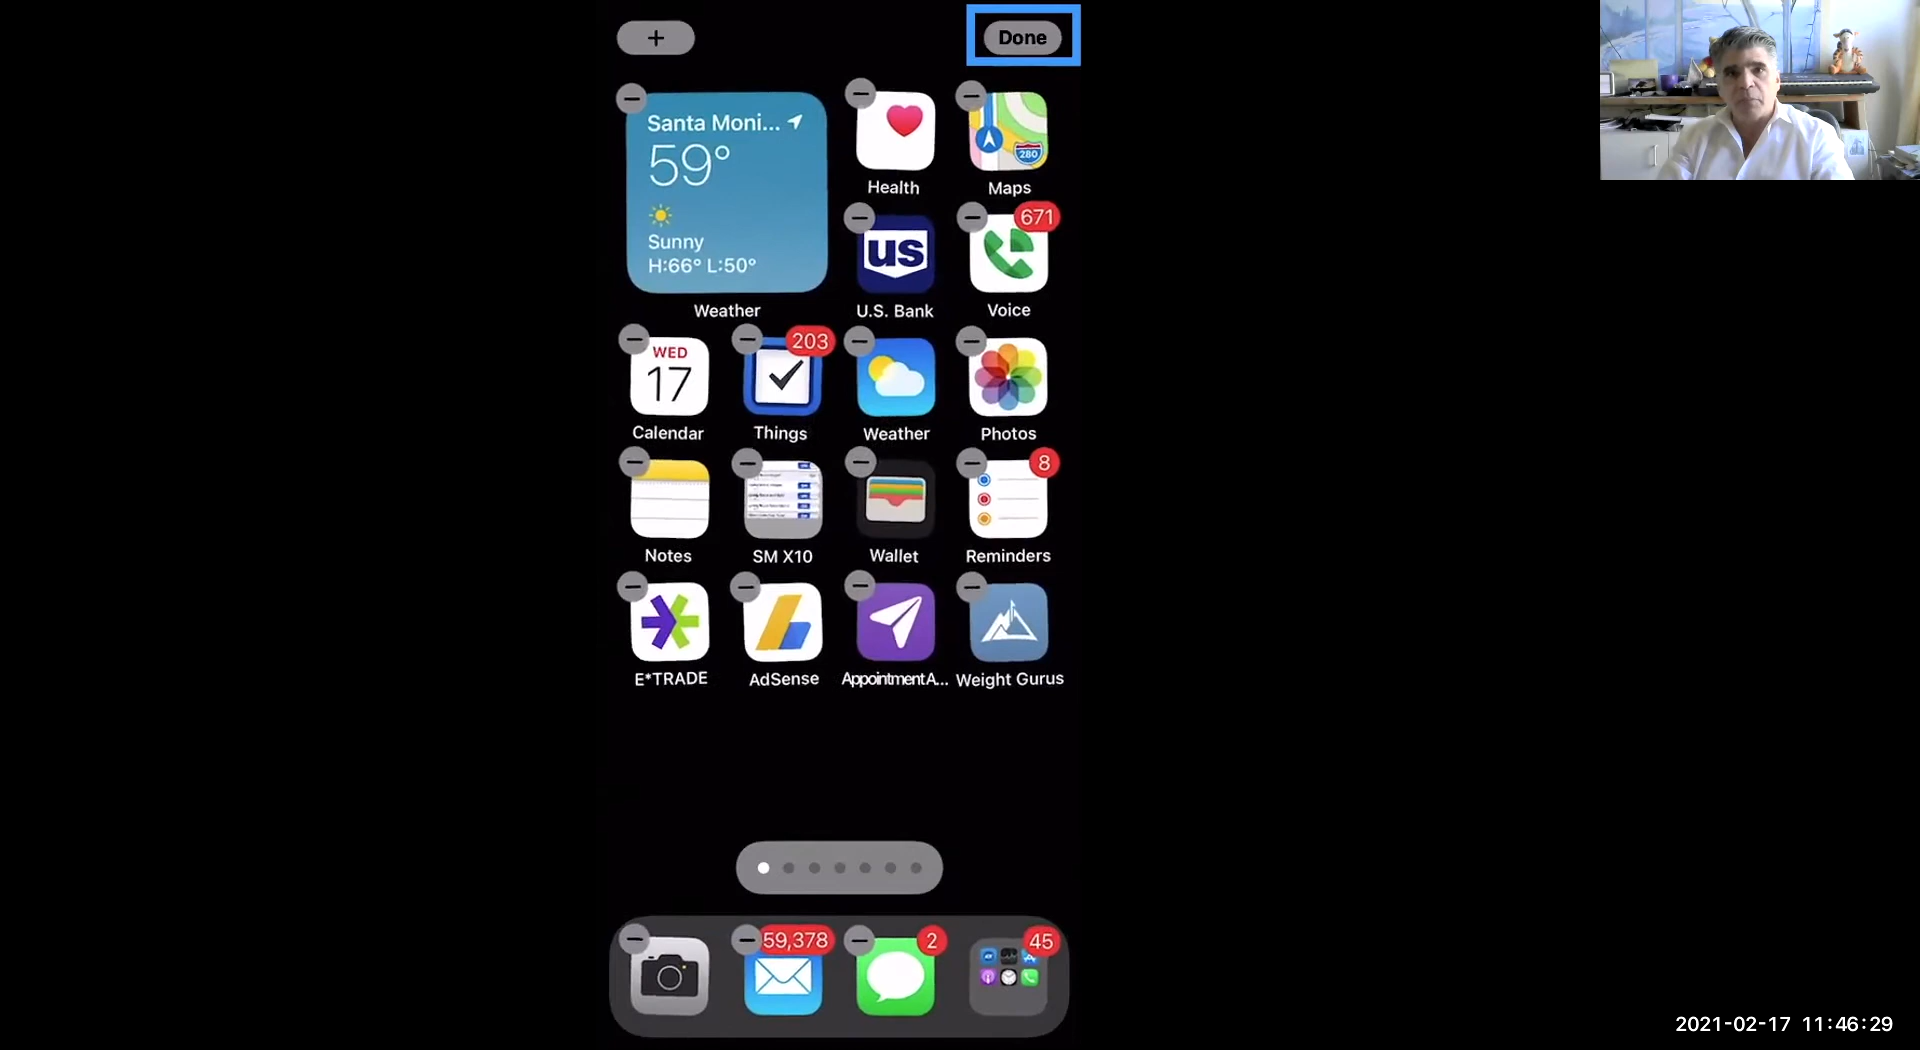 +
Done
Santa Moni...
59°
Sunny
H:66° L:50°
Weather
Health
280
Maps
us
U.S. Bank
671
Voice
WED
17
Calendar
203
Things
Weather
Photos
Notes
SM X10
Wallet
8
Reminders
E*TRADE
AdSense
AppointmentA...
Weight Gurus
59,378
2
45
2021-02-17 11:46:29